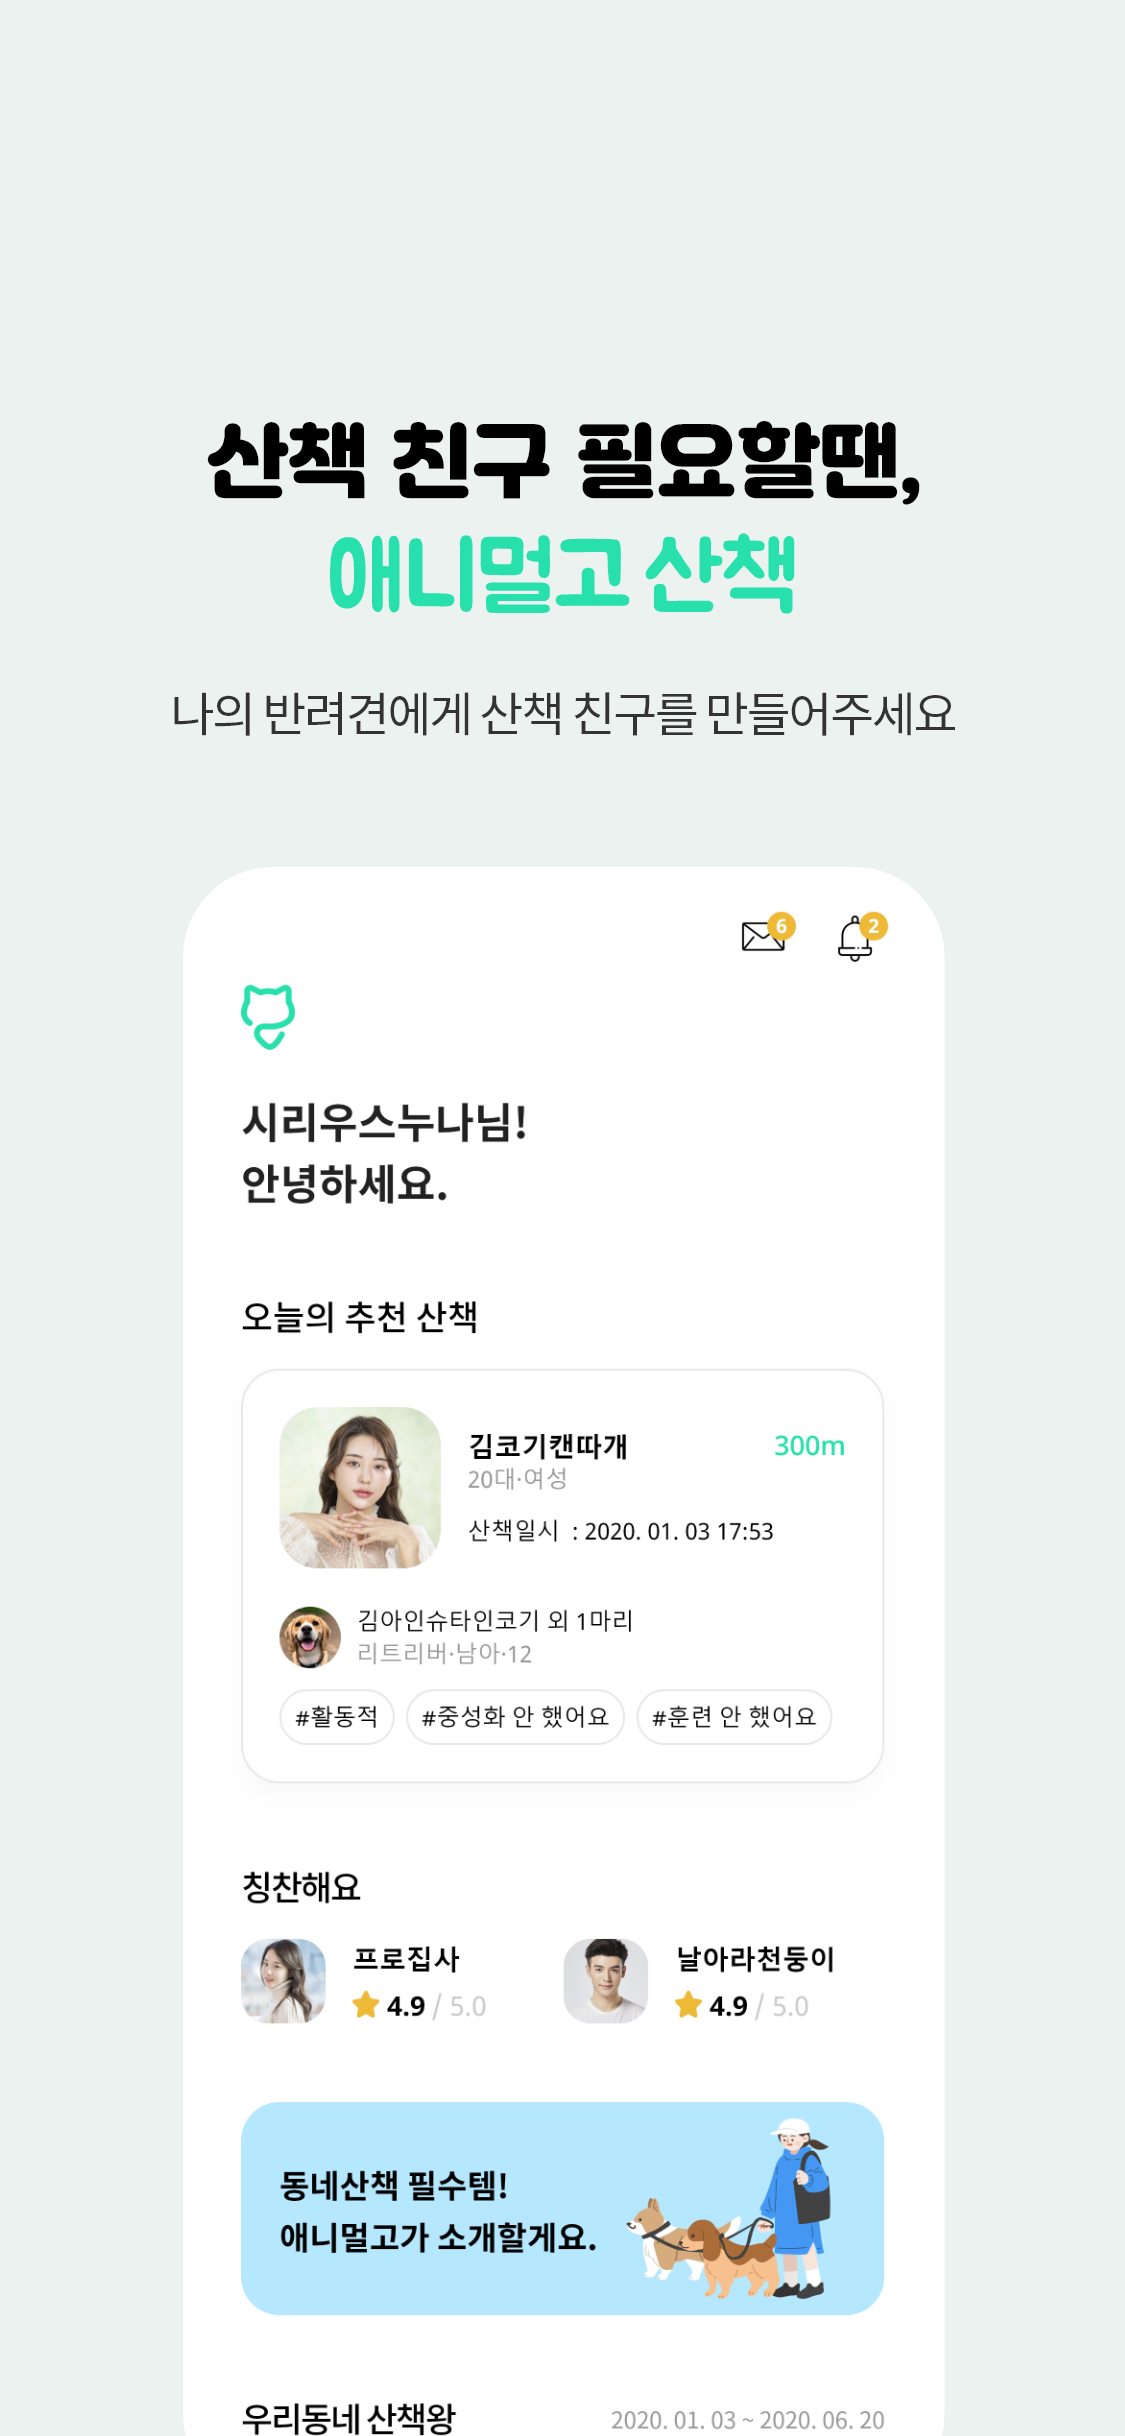 산책 친구 필요할땐,
애니멀고 산책
나의 반려견에게 산책 친구를 만들어주세요
6 2
시리우스누나님!
안녕하세요.
오늘의 추천 산책
김코기캔따개 300m
20대·여성
산책일시 : 2020. 01. 03 17:53
김아인슈타인코기 외 1마리
리트리버·남아·12
#활동적 #중성화 안 했어요 #훈련 안 했어요
칭찬해요
프로집사 날아라천둥이
4.9 / 5.0 4.9 / 5.0
동네산책 필수템!
애니멀고가 소개할게요.
우리동네 산책왕 2020. 01. 03 ~ 2020. 06. 20